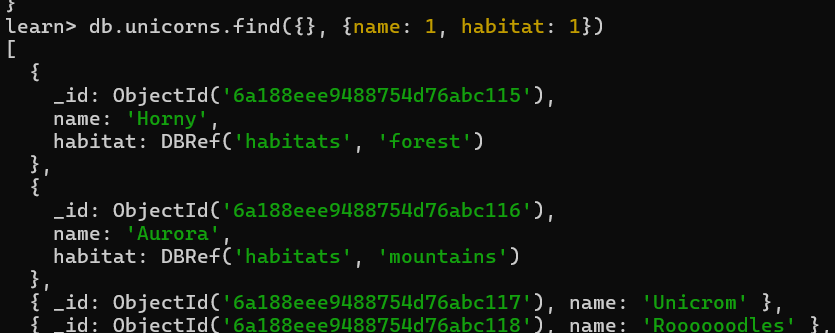 }
learn> db.unicorns.find({}, {name: 1, habitat: 1})
[
  {
    _id: ObjectId('6a188eee9488754d76abc115'),
    name: 'Horny',
    habitat: DBRef('habitats', 'forest')
  },
  {
    _id: ObjectId('6a188eee9488754d76abc116'),
    name: 'Aurora',
    habitat: DBRef('habitats', 'mountains')
  },
  { _id: ObjectId('6a188eee9488754d76abc117'), name: 'Unicrom' },
  { _id: ObjectId('6a188eee9488754d76abc118'), name: 'Roooooodles' },